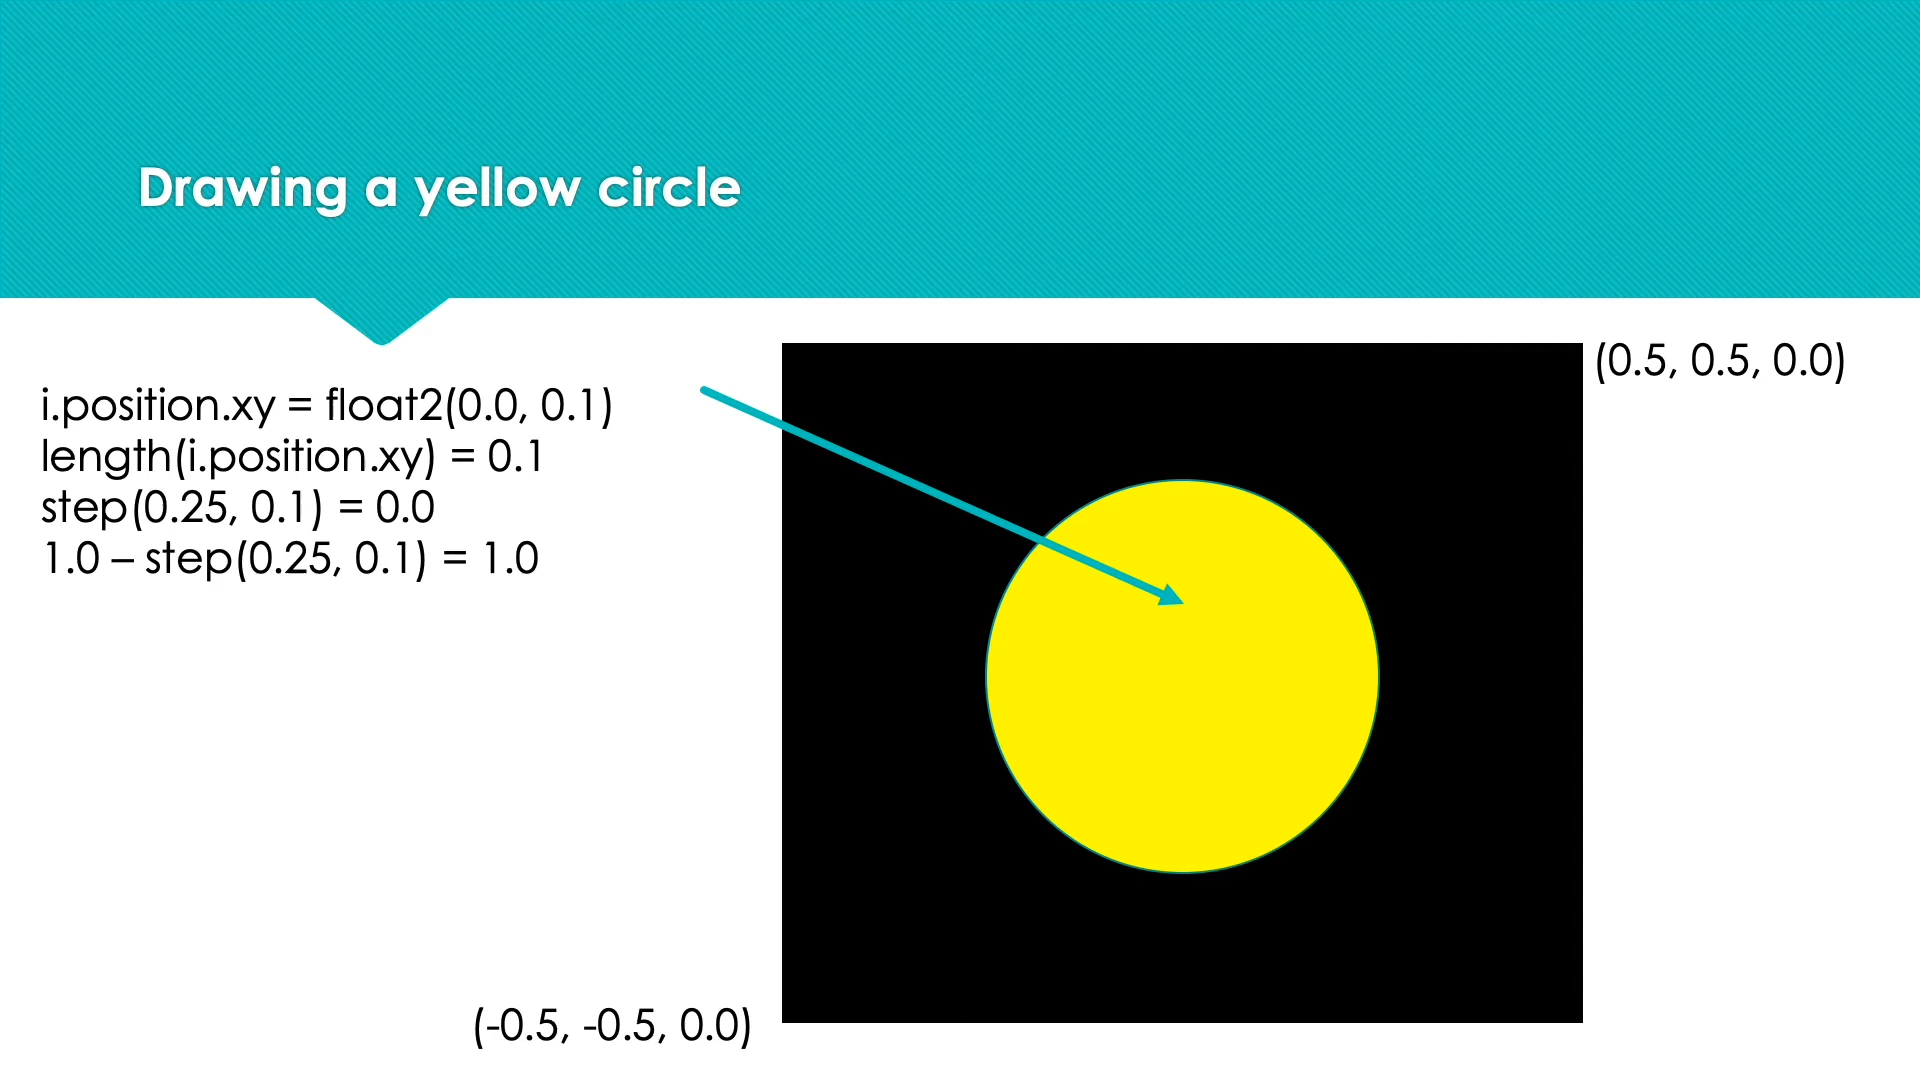 Drawing a yellow circle
(0.5, 0.5, 0.0)
i.position.xy = float2(0.0, 0.1)
length(i.position.xy) = 0.1
step(0.25, 0.1) = 0.0
1.0 – step(0.25, 0.1) = 1.0
(-0.5, -0.5, 0.0)